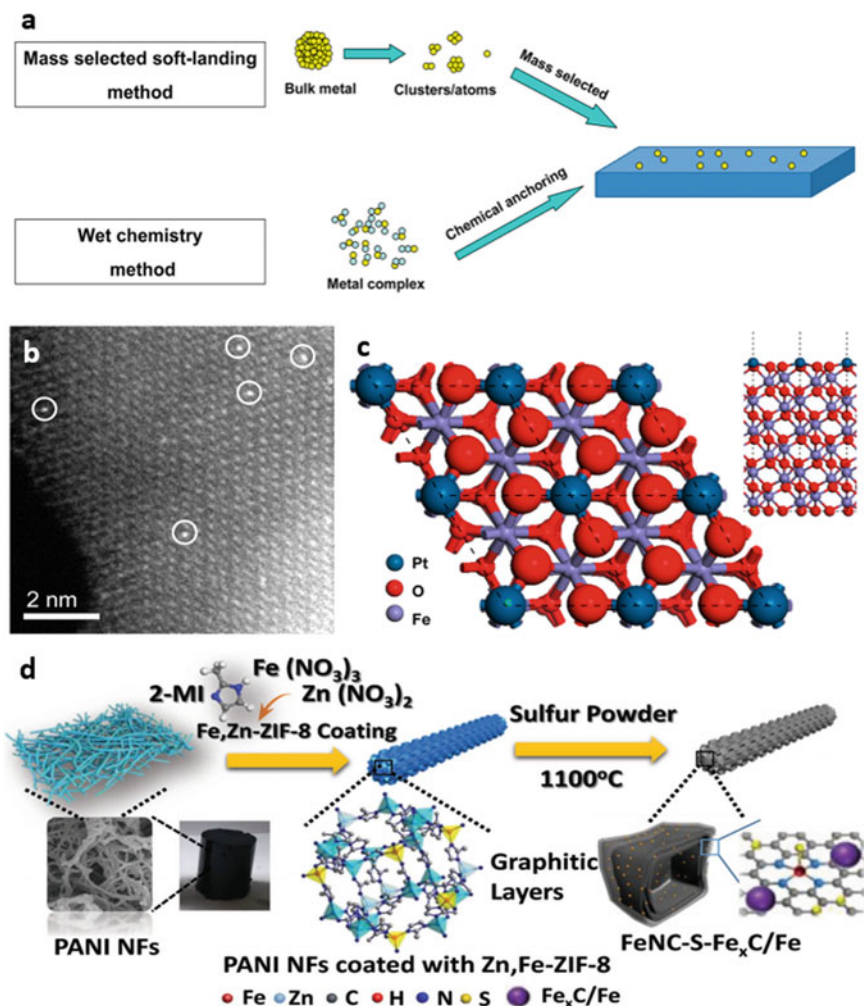 a
Mass selected soft-landing
method
Bulk metal
Clusters/atoms
Mass selected
Wet chemistry
method
Metal complex
Chemical anchoring
b
2 nm
c
Pt
O
Fe
d
2-MI
Fe (NO₃)₃
Zn (NO₃)₂
Fe,Zn-ZIF-8 Coating
Sulfur Powder
1100°C
PANI NFs
Graphitic
Layers
PANI NFs coated with Zn,Fe-ZIF-8
FeNC-S-FeₓC/Fe
Fe Zn C H N S FeₓC/Fe